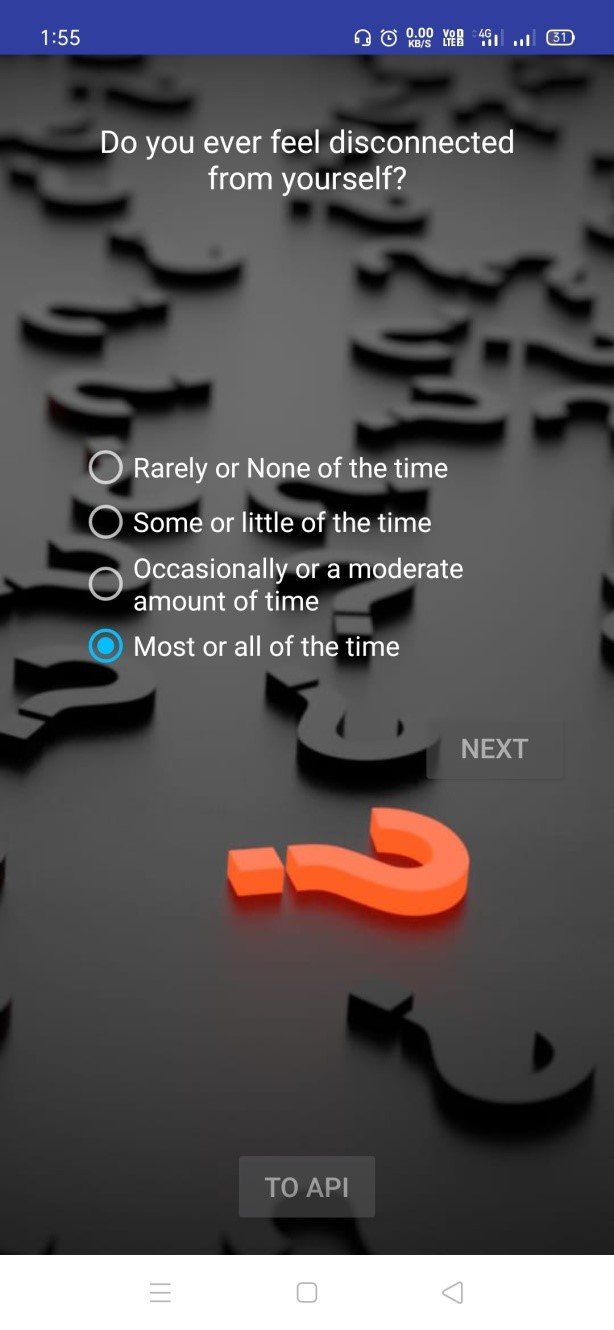 1:55
0.00
KB/S
VoD
LTE2
4G
31
Do you ever feel disconnected
from yourself?
Rarely or None of the time
Some or little of the time
Occasionally or a moderate
amount of time
Most or all of the time
NEXT
TO API